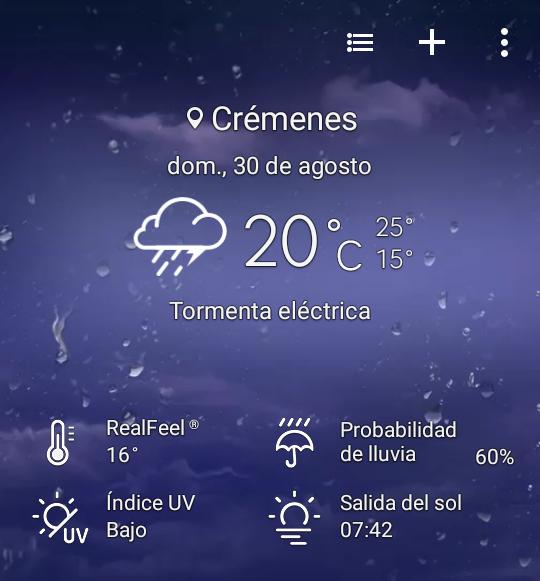 Crémenes
dom., 30 de agosto
20°C 25° 15°
Tormenta eléctrica
RealFeel®
16°
Probabilidad
de lluvia 60%
UV
Índice UV
Bajo
Salida del sol
07:42